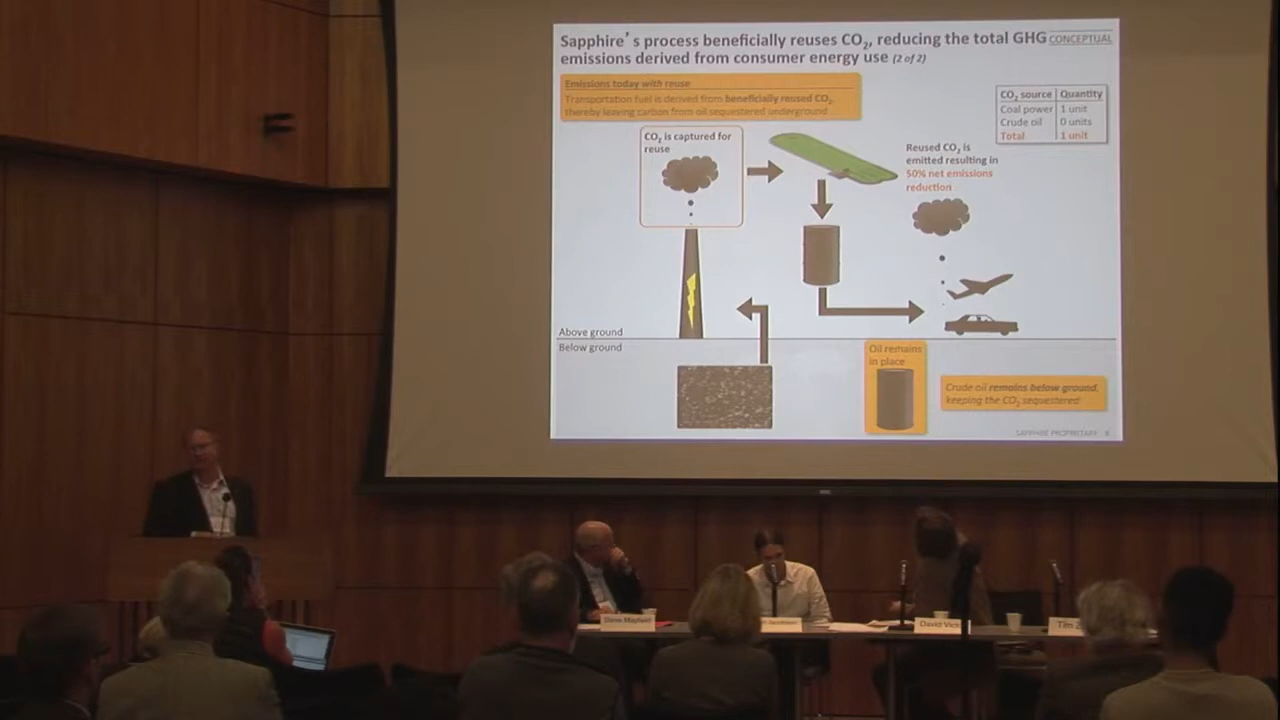 Sapphire's process beneficially reuses CO2, reducing the total GHG CONCEPTUAL
emissions derived from consumer energy use (2 of 2)
Emissions today with reuse
Transportation fuel is derived from beneficially reused CO2,
thereby leaving carbon from oil sequestered underground
CO2 source Quantity
Coal power 1 unit
Crude oil 0 units
Total 1 unit
CO2 is captured for
reuse
Reused CO2 is
emitted resulting in
50% net emissions
reduction
Above ground
Below ground
Oil remains
in place
Crude oil remains below ground,
keeping the CO2 sequestered
SAPPHIRE PROPRIETARY
Mayfield
David
Tim